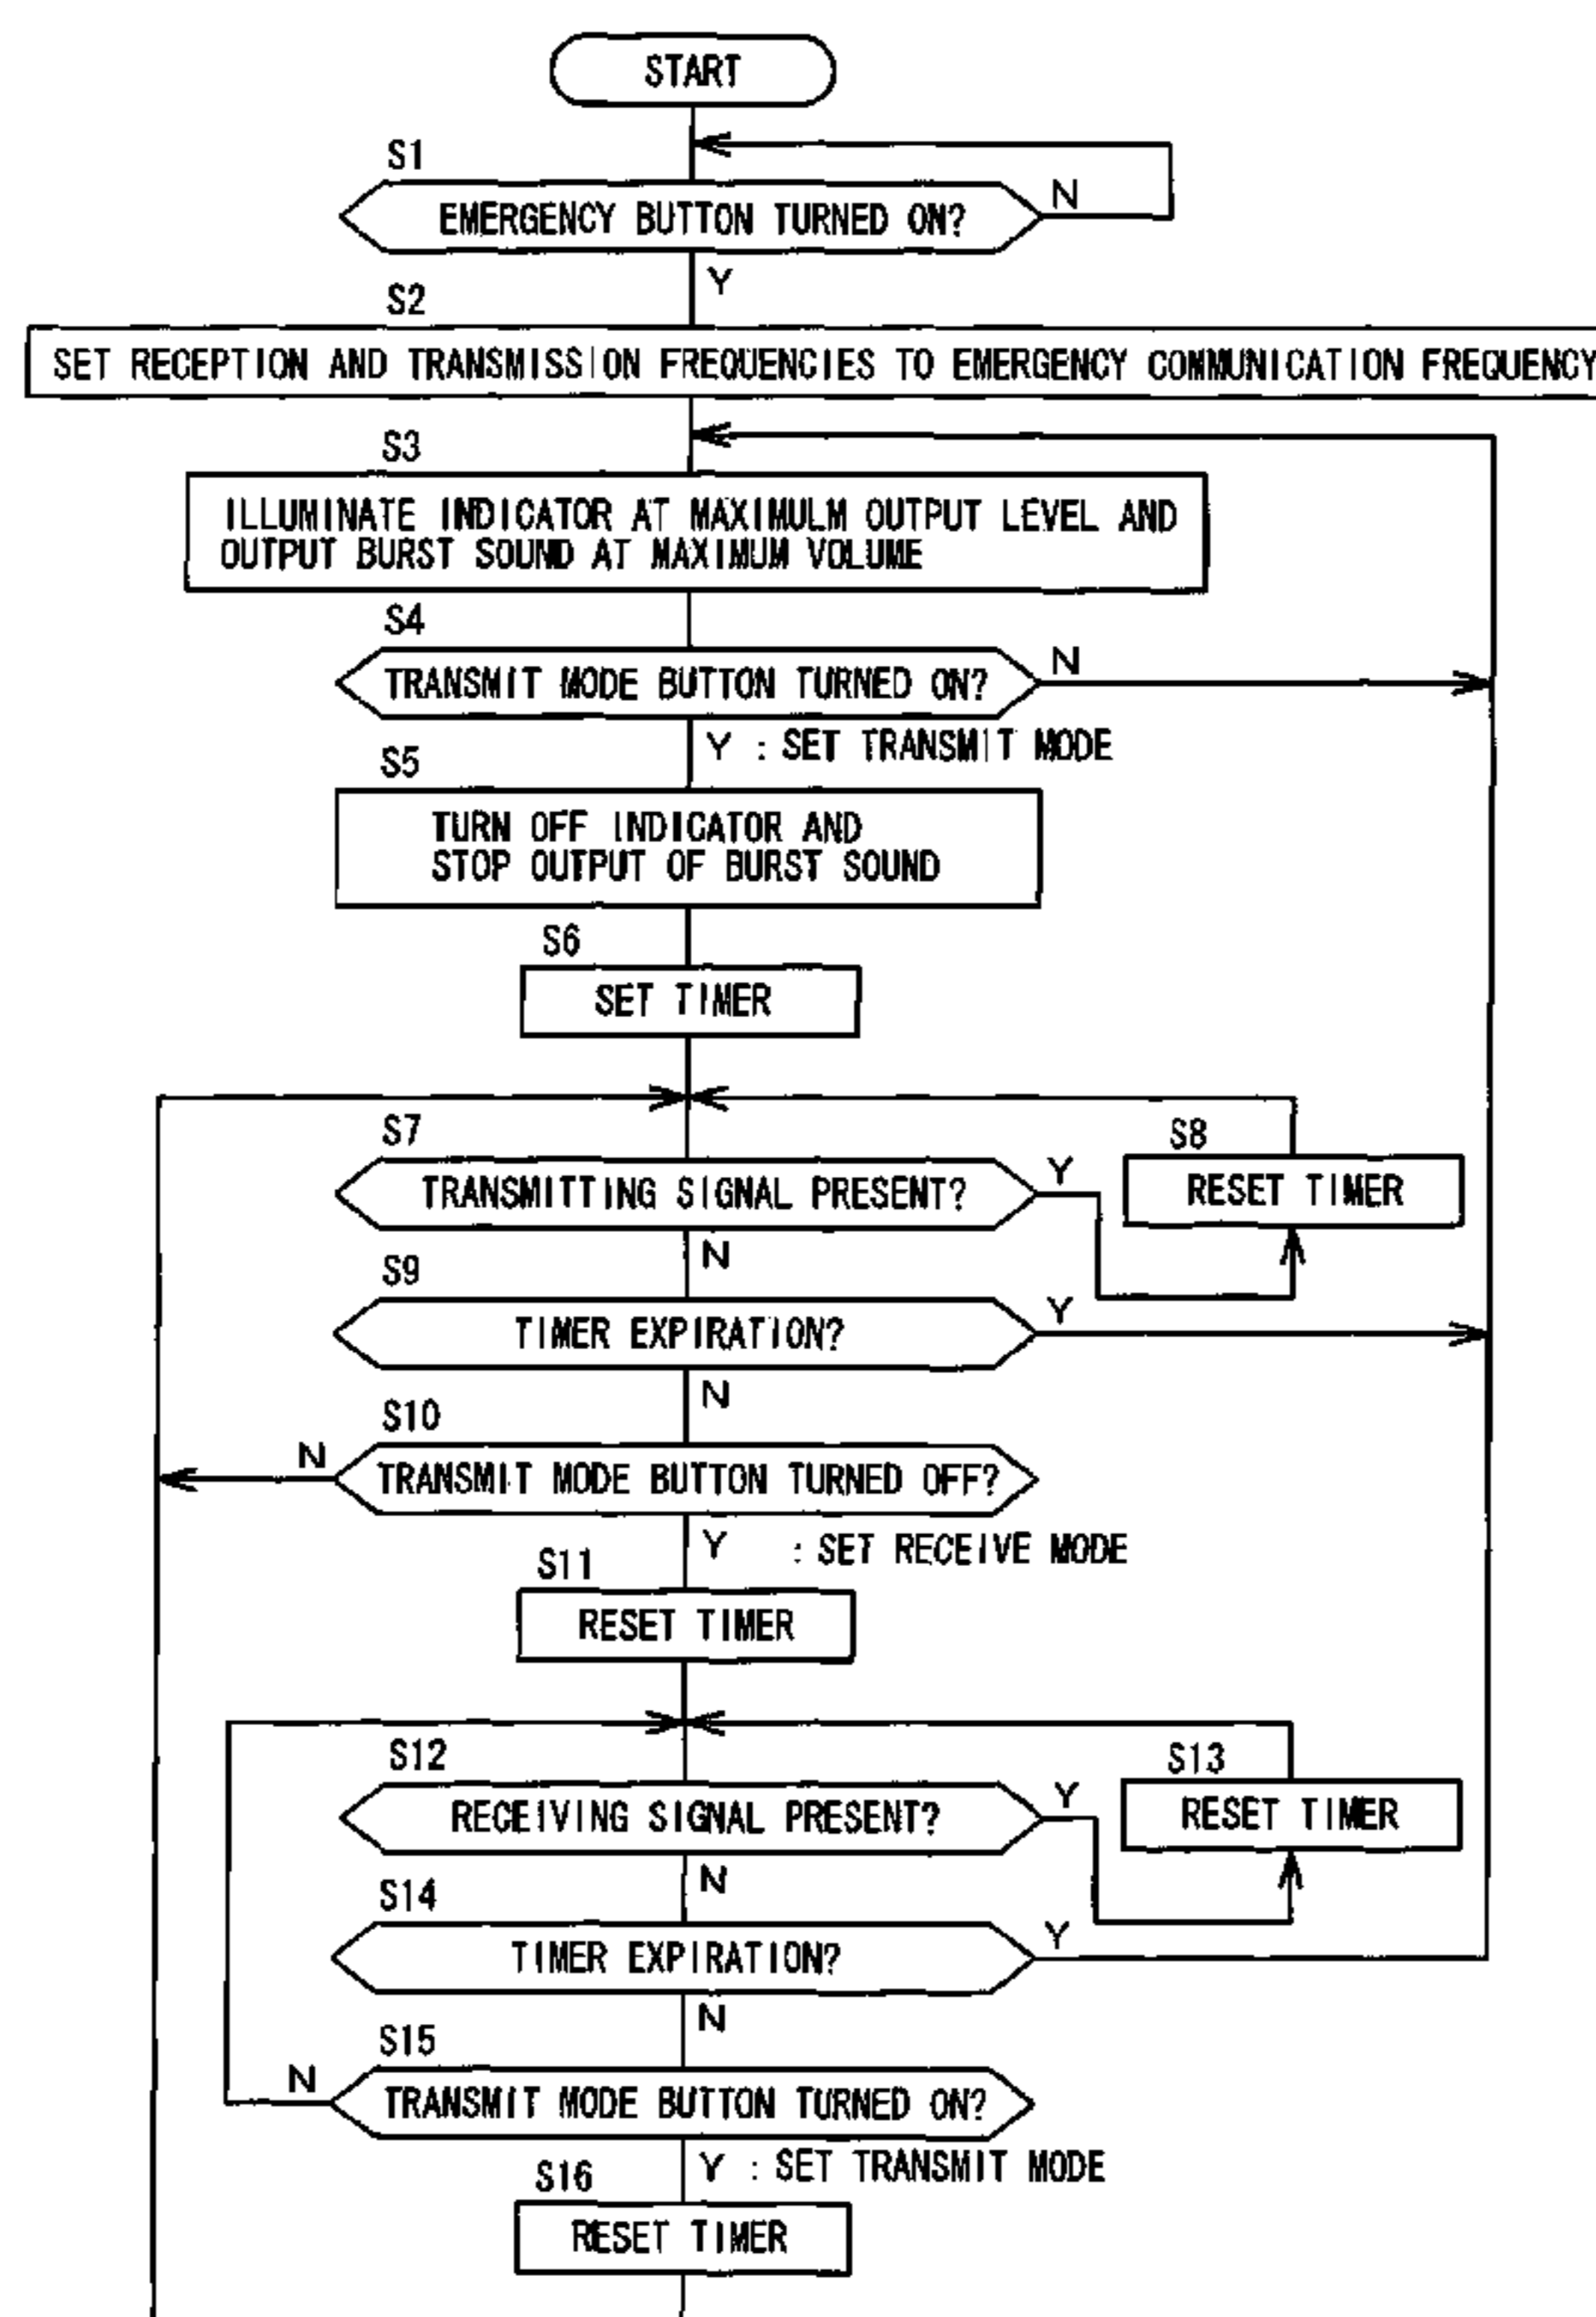 START
S1
EMERGENCY BUTTON TURNED ON?
N
Y
S2
SET RECEPTION AND TRANSMISSION FREQUENCIES TO EMERGENCY COMMUNICATION FREQUENCY
S3
ILLUMINATE INDICATOR AT MAXIMULM OUTPUT LEVEL AND
OUTPUT BURST SOUND AT MAXIMUM VOLUME
S4
TRANSMIT MODE BUTTON TURNED ON?
N
Y : SET TRANSMIT MODE
S5
TURN OFF INDICATOR AND
STOP OUTPUT OF BURST SOUND
S6
SET TIMER
S7
TRANSMITTING SIGNAL PRESENT?
Y
S8
RESET TIMER
N
S9
TIMER EXPIRATION?
Y
N
S10
N
TRANSMIT MODE BUTTON TURNED OFF?
Y : SET RECEIVE MODE
S11
RESET TIMER
S12
RECEIVING SIGNAL PRESENT?
Y
S13
RESET TIMER
N
S14
TIMER EXPIRATION?
Y
N
S15
N
TRANSMIT MODE BUTTON TURNED ON?
Y : SET TRANSMIT MODE
S16
RESET TIMER